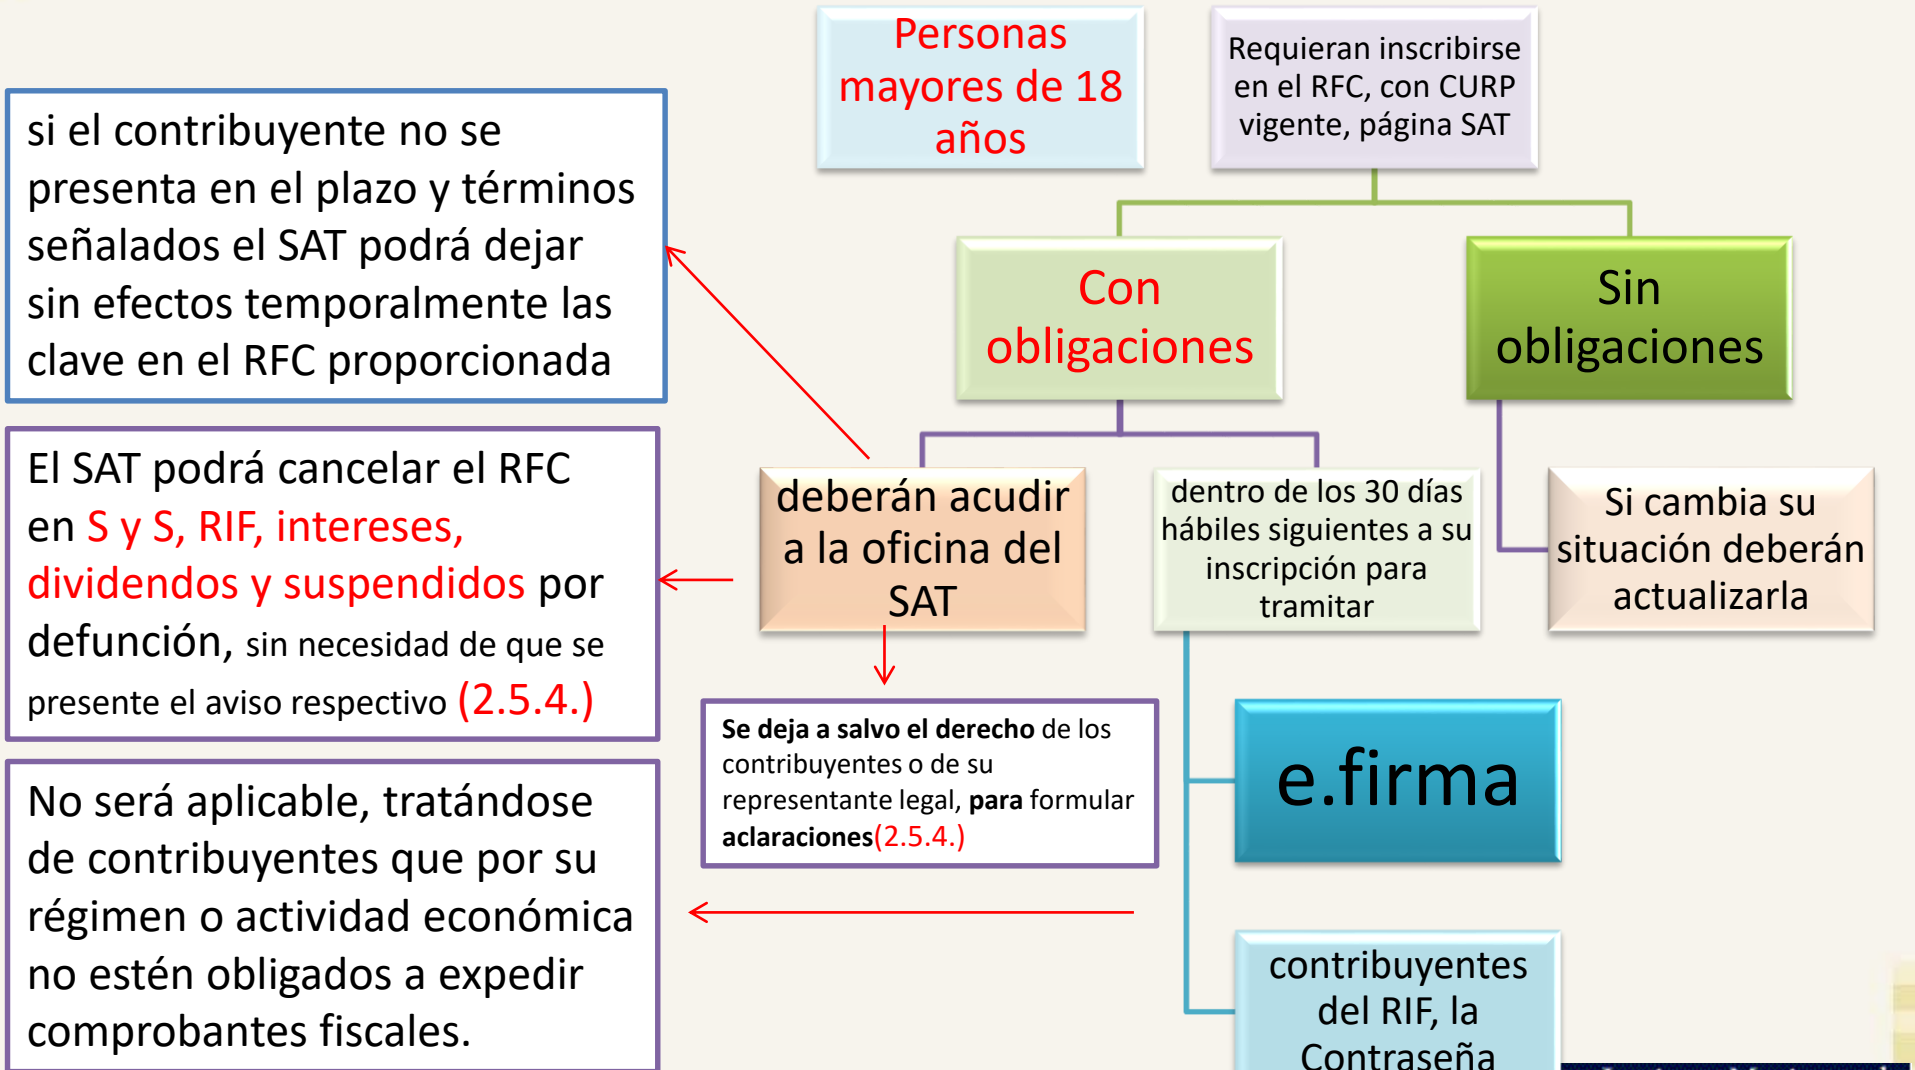 Personas
mayores de 18
años
Requieran inscribirse
en el RFC, con CURP
vigente, página SAT
si el contribuyente no se
presenta en el plazo y términos
señalados el SAT podrá dejar
sin efectos temporalmente las
clave en el RFC proporcionada
Con
obligaciones
Sin
obligaciones
El SAT podrá cancelar el RFC
en S y S, RIF, intereses,
dividendos y suspendidos por
defunción, sin necesidad de que se
presente el aviso respectivo (2.5.4.)
deberán acudir
a la oficina del
SAT
dentro de los 30 días
hábiles siguientes a su
inscripción para
tramitar
Si cambia su
situación deberán
actualizarla
Se deja a salvo el derecho de los
contribuyentes o de su
representante legal, para formular
aclaraciones(2.5.4.)
e.firma
No será aplicable, tratándose
de contribuyentes que por su
régimen o actividad económica
no estén obligados a expedir
comprobantes fiscales.
contribuyentes
del RIF, la
Contraseña